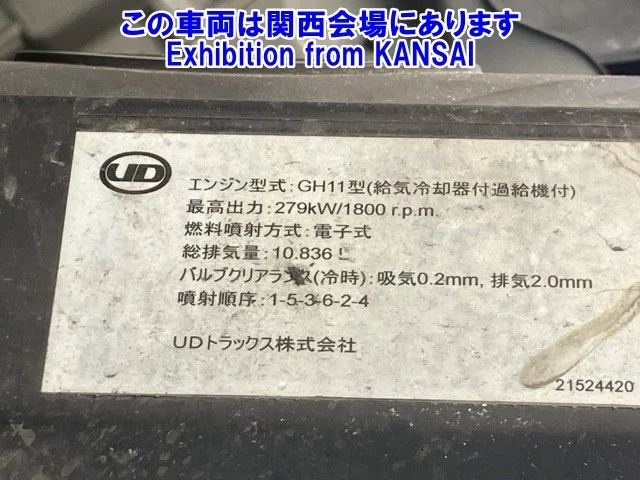 この車両は関西会場にあります
Exhibition from KANSAI
UD
エンジン型式:GH11型(給気冷却器付過給機付)
最高出力:279kW/1800 r.p.m.
燃料噴射方式:電子式
総排気量:10.836 L
バルブクリアランス(冷時):吸気0.2mm, 排気2.0mm
噴射順序:1-5-3-6-2-4
UDトラックス株式会社
21524420